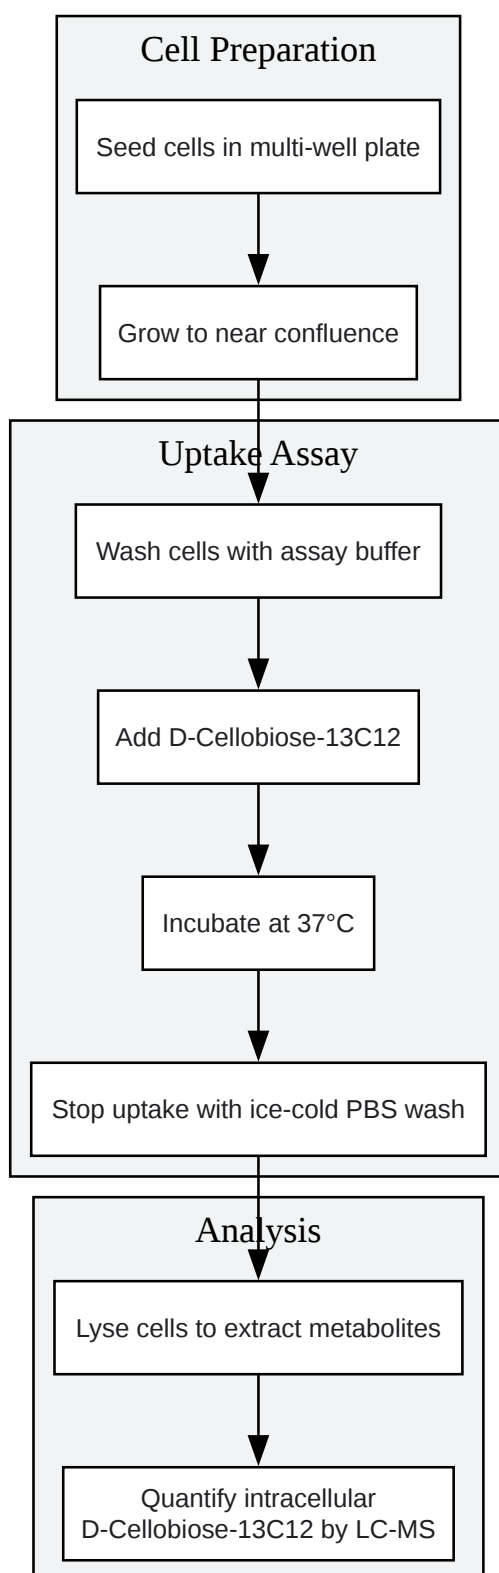 Cell Preparation
Seed cells in multi-well plate
Grow to near confluence
Uptake Assay
Wash cells with assay buffer
Add D-Cellobiose-13C12
Incubate at 37°C
Stop uptake with ice-cold PBS wash
Analysis
Lyse cells to extract metabolites
Quantify intracellular
D-Cellobiose-13C12 by LC-MS